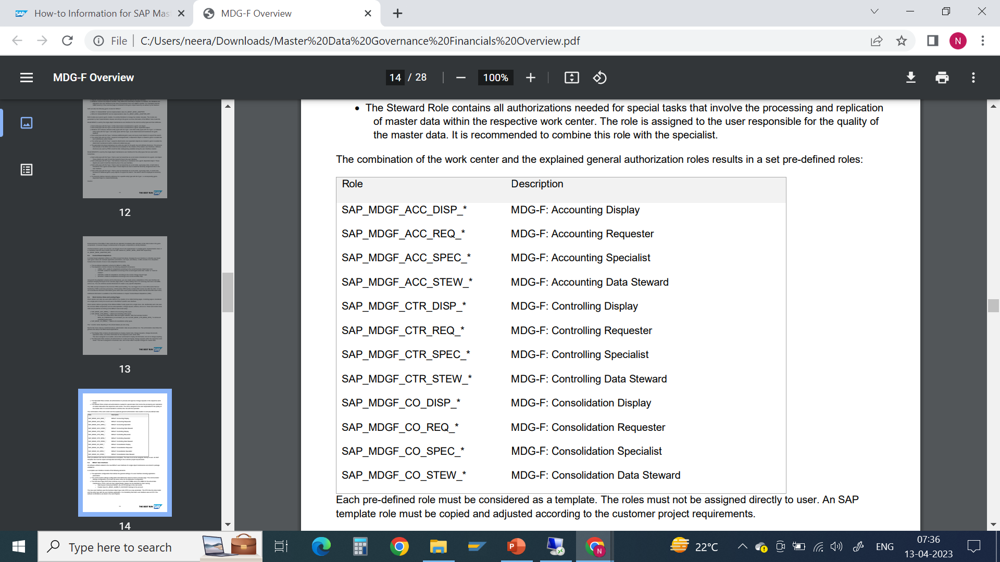 SAP How-to Information for SAP Mas
MDG-F Overview
File
C:/Users/neera/Downloads/Master%20Data%20Governance%20Financials%20Overview.pdf
N
MDG-F Overview
14 / 28
100%
12
13
14
• The Steward Role contains all authorizations needed for special tasks that involve the processing and replication
of master data within the respective work center. The role is assigned to the user responsible for the quality of
the master data. It is recommended to combine this role with the specialist.
The combination of the work center and the explained general authorization roles results in a set pre-defined roles:
Role Description
SAP_MDGF_ACC_DISP_* MDG-F: Accounting Display
SAP_MDGF_ACC_REQ_* MDG-F: Accounting Requester
SAP_MDGF_ACC_SPEC_* MDG-F: Accounting Specialist
SAP_MDGF_ACC_STEW_* MDG-F: Accounting Data Steward
SAP_MDGF_CTR_DISP_* MDG-F: Controlling Display
SAP_MDGF_CTR_REQ_* MDG-F: Controlling Requester
SAP_MDGF_CTR_SPEC_* MDG-F: Controlling Specialist
SAP_MDGF_CTR_STEW_* MDG-F: Controlling Data Steward
SAP_MDGF_CO_DISP_* MDG-F: Consolidation Display
SAP_MDGF_CO_REQ_* MDG-F: Consolidation Requester
SAP_MDGF_CO_SPEC_* MDG-F: Consolidation Specialist
SAP_MDGF_CO_STEW_* MDG-F: Consolidation Data Steward
Each pre-defined role must be considered as a template. The roles must not be assigned directly to user. An SAP
template role must be copied and adjusted according to the customer project requirements.
Type here to search
22°C
ENG
07:36
13-04-2023